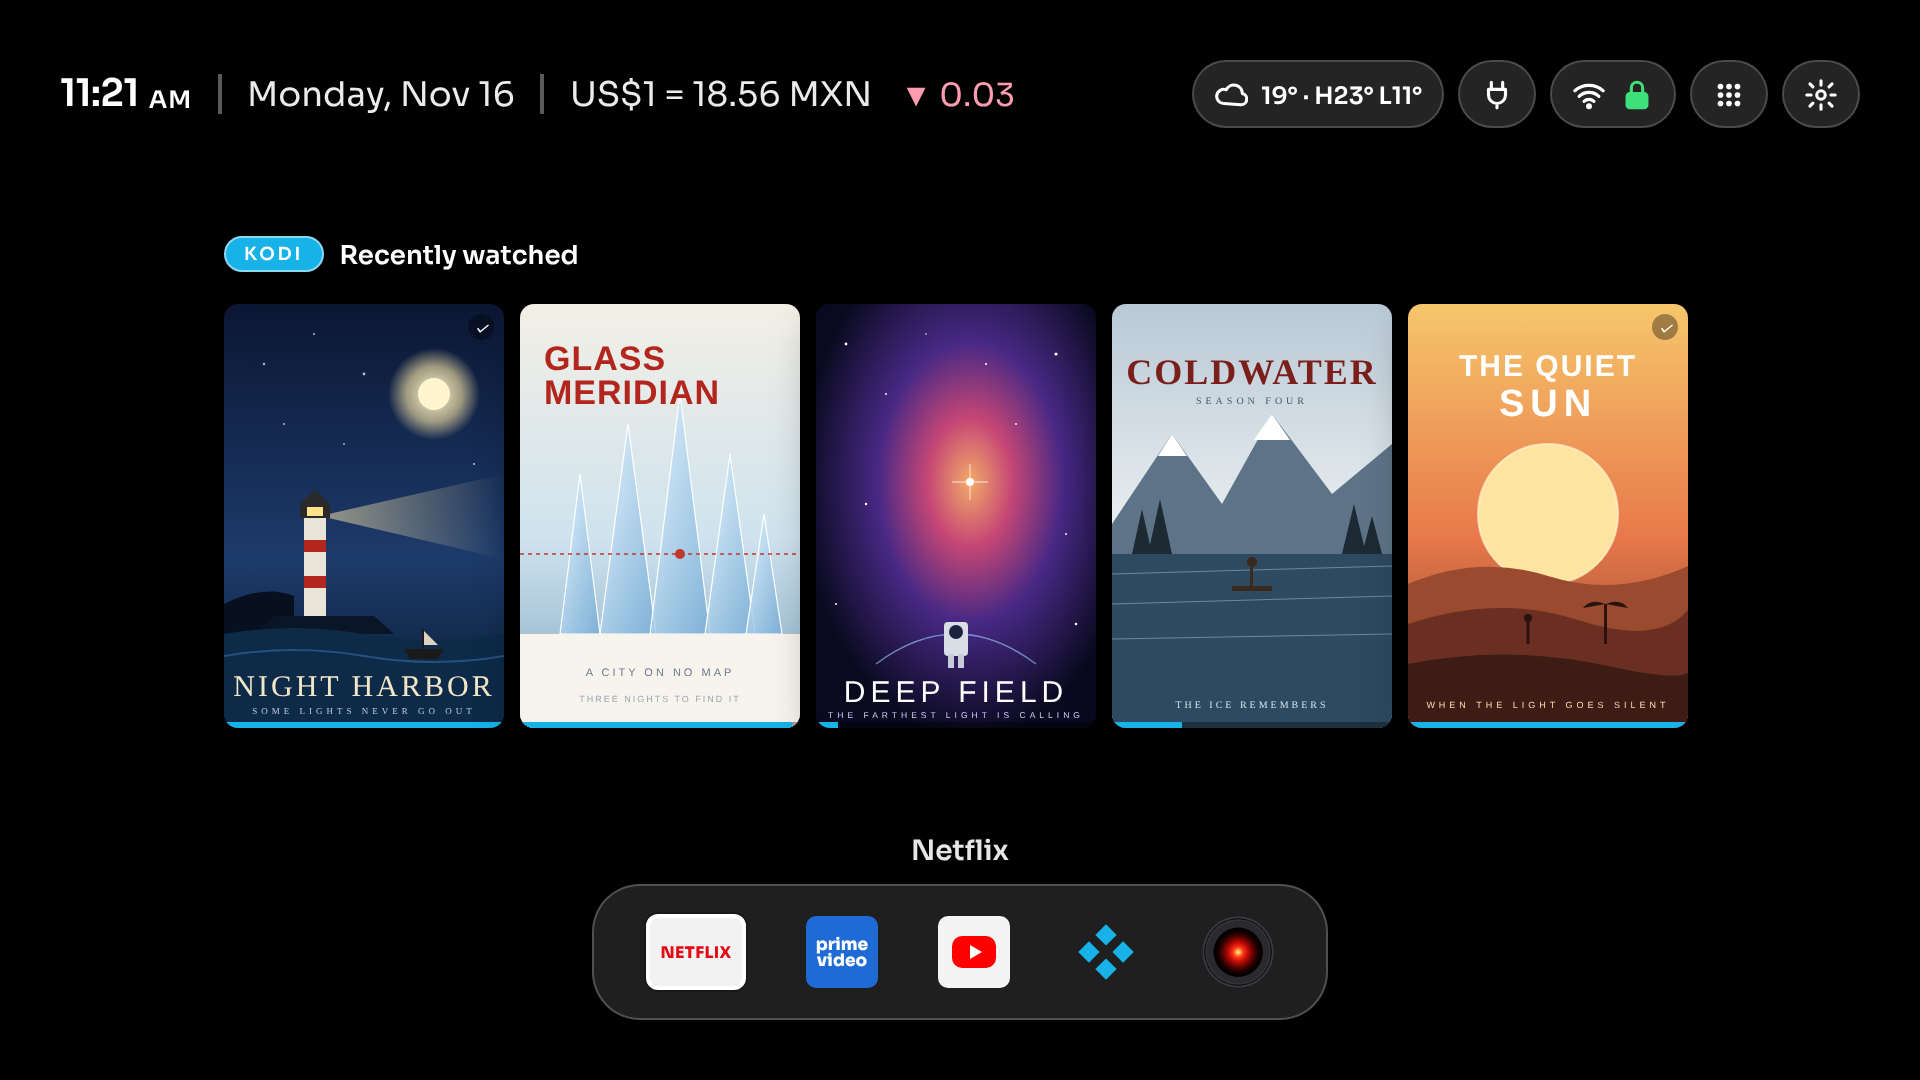 11:21 AM
Monday, Nov 16
US$1 = 18.56 MXN ▼ 0.03
19° · H23° L11°
KODI
Recently watched
NIGHT HARBOR
SOME LIGHTS NEVER GO OUT
GLASS
MERIDIAN
A CITY ON NO MAP
THREE NIGHTS TO FIND IT
DEEP FIELD
THE FARTHEST LIGHT IS CALLING
COLDWATER
SEASON FOUR
THE ICE REMEMBERS
THE QUIET
SUN
WHEN THE LIGHT GOES SILENT
Netflix
NETFLIX
prime
video